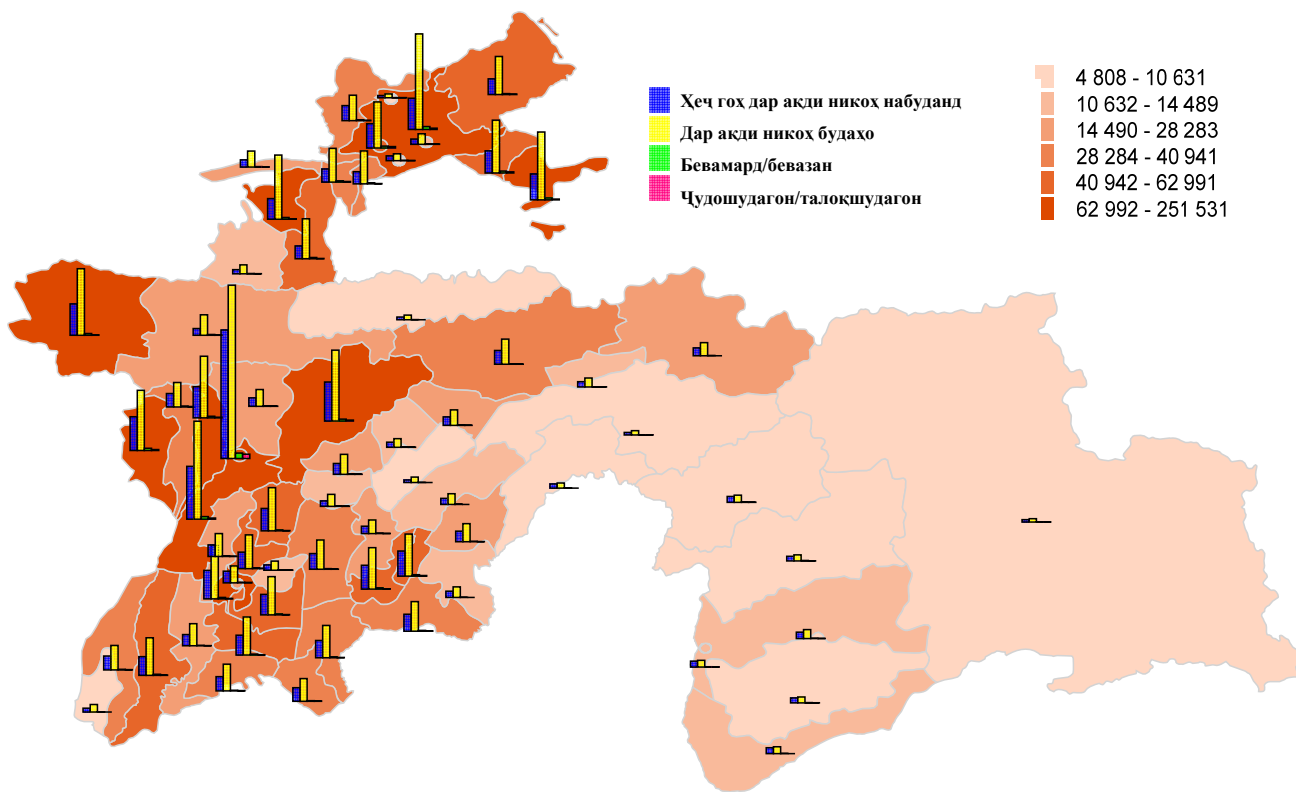 Ҳеҷ гоҳ дар ақди никоҳ набуданд
Дар ақди никоҳ будаҳо
Бевамард/бевазан
Ҷудошудагон/талоқшудагон
4 808 - 10 631
10 632 - 14 489
14 490 - 28 283
28 284 - 40 941
40 942 - 62 991
62 992 - 251 531